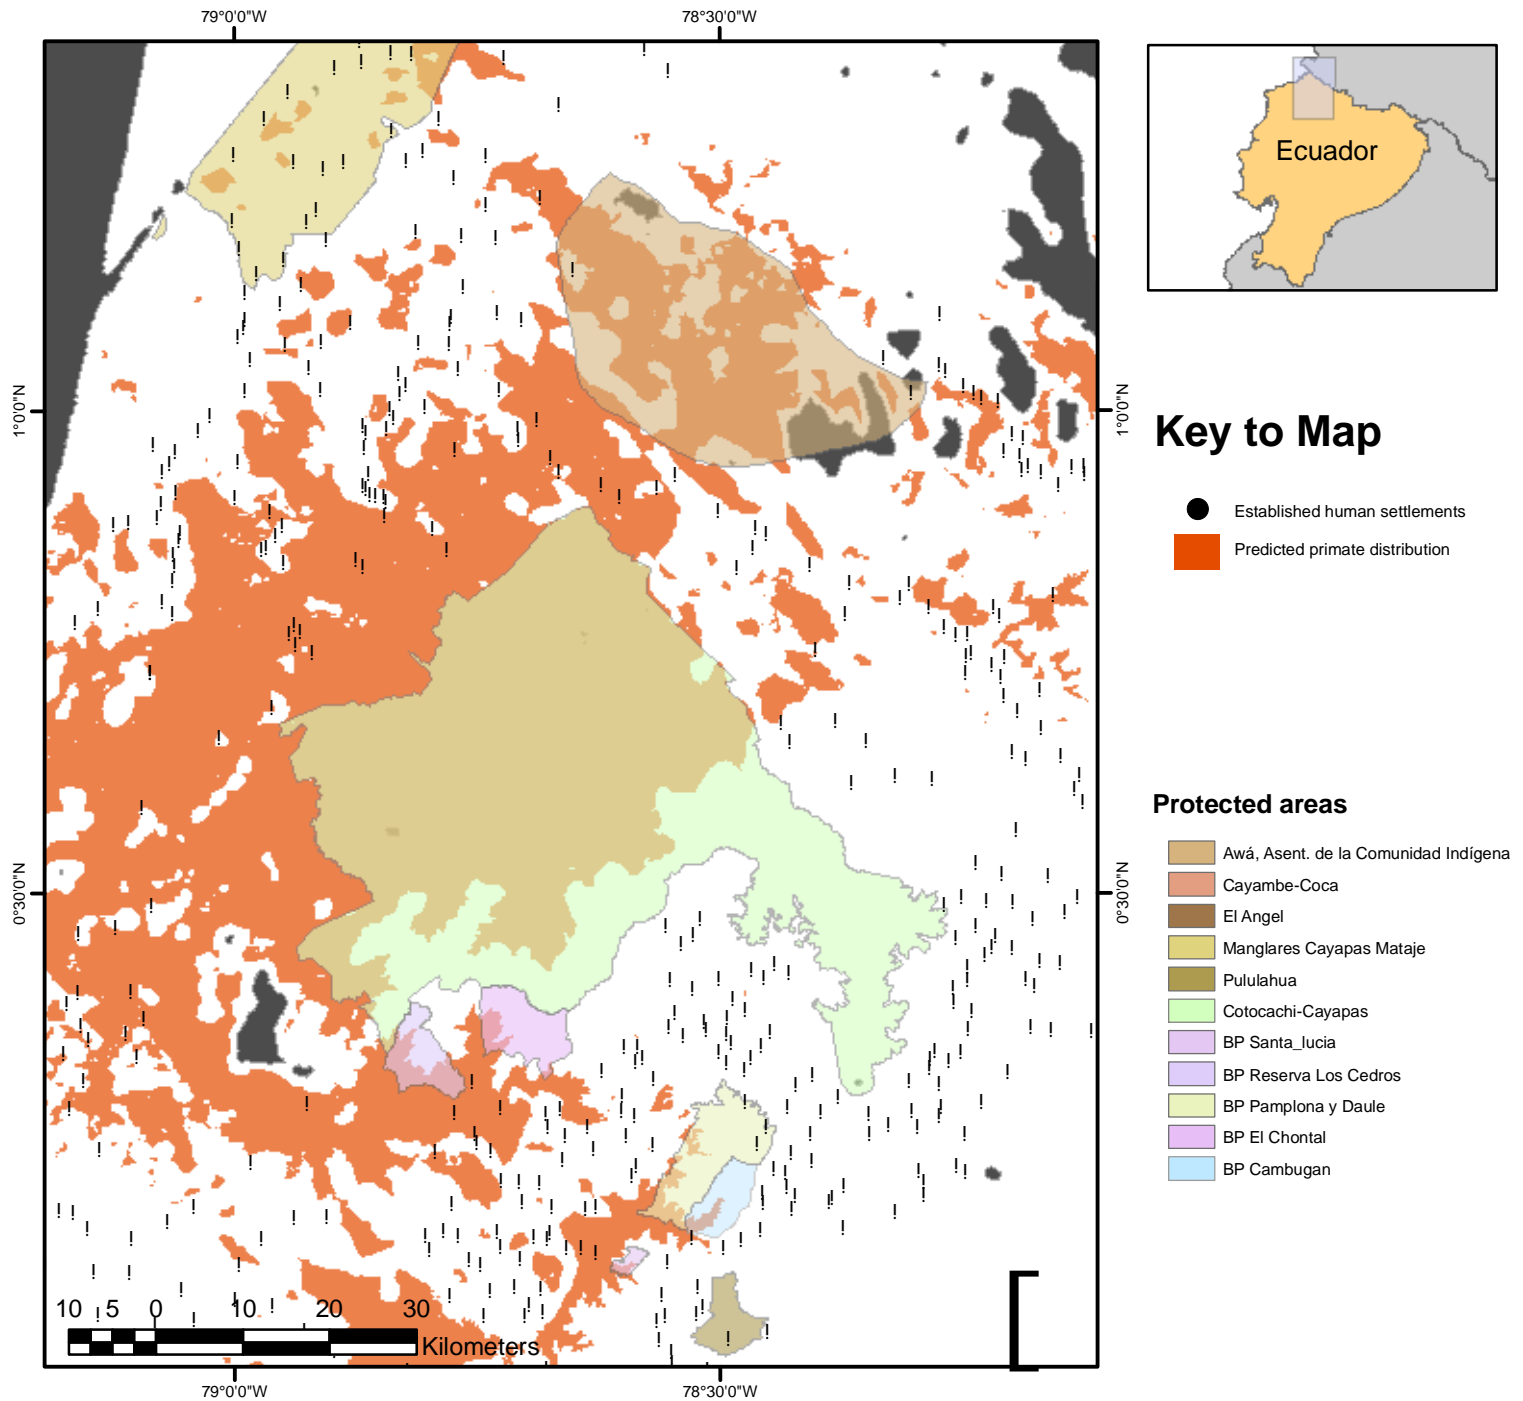 79°0'0"W
78°30'0"W
1°0'0"N
0°30'0"N
1°0'0"N
0°30'0"N
10 5 0 10 20 30
Kilometers
79°0'0"W
78°30'0"W
Ecuador
Key to Map
Established human settlements
Predicted primate distribution
Protected areas
Awá, Asent. de la Comunidad Indígena
Cayambe-Coca
El Angel
Manglares Cayapas Mataje
Pululahua
Cotocachi-Cayapas
BP Santa_lucia
BP Reserva Los Cedros
BP Pamplona y Daule
BP El Chontal
BP Cambugan